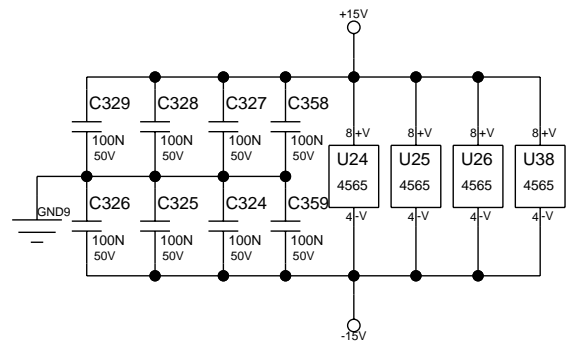 +15V
C329 C328 C327 C358
100N 100N 100N 100N
50V 50V 50V 50V
8 +V 8 +V 8 +V 8 +V
U24 U25 U26 U38
4565 4565 4565 4565
4 -V 4 -V 4 -V 4 -V
GND9
C326 C325 C324 C359
100N 100N 100N 100N
50V 50V 50V 50V
-15V